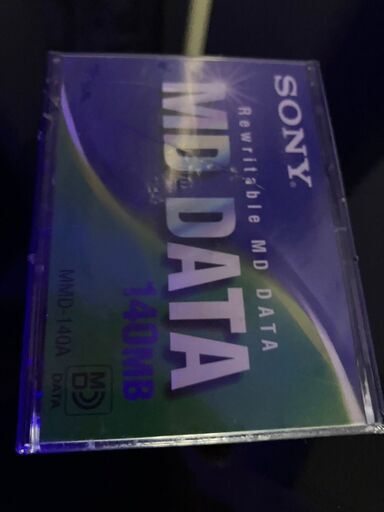 SONY
Rewritable MD DATA
MD DATA
140MB
MMD-140A
MD
DATA